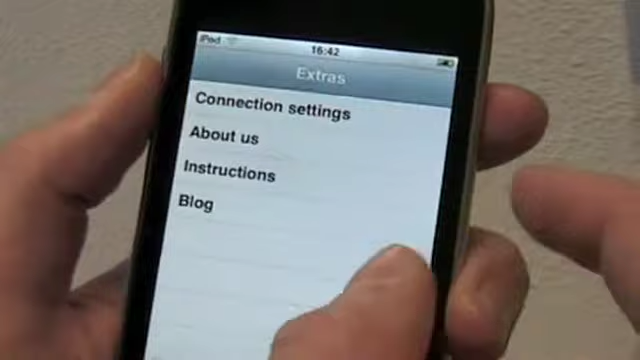 iPod
16:42
Extras
Connection settings
About us
Instructions
Blog